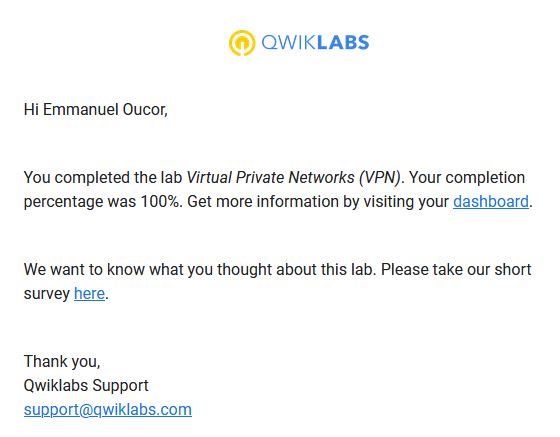 QWIKLABS
Hi Emmanuel Oucor,
You completed the lab Virtual Private Networks (VPN). Your completion
percentage was 100%. Get more information by visiting your dashboard.
We want to know what you thought about this lab. Please take our short
survey here.
Thank you,
Qwiklabs Support
support@qwiklabs.com